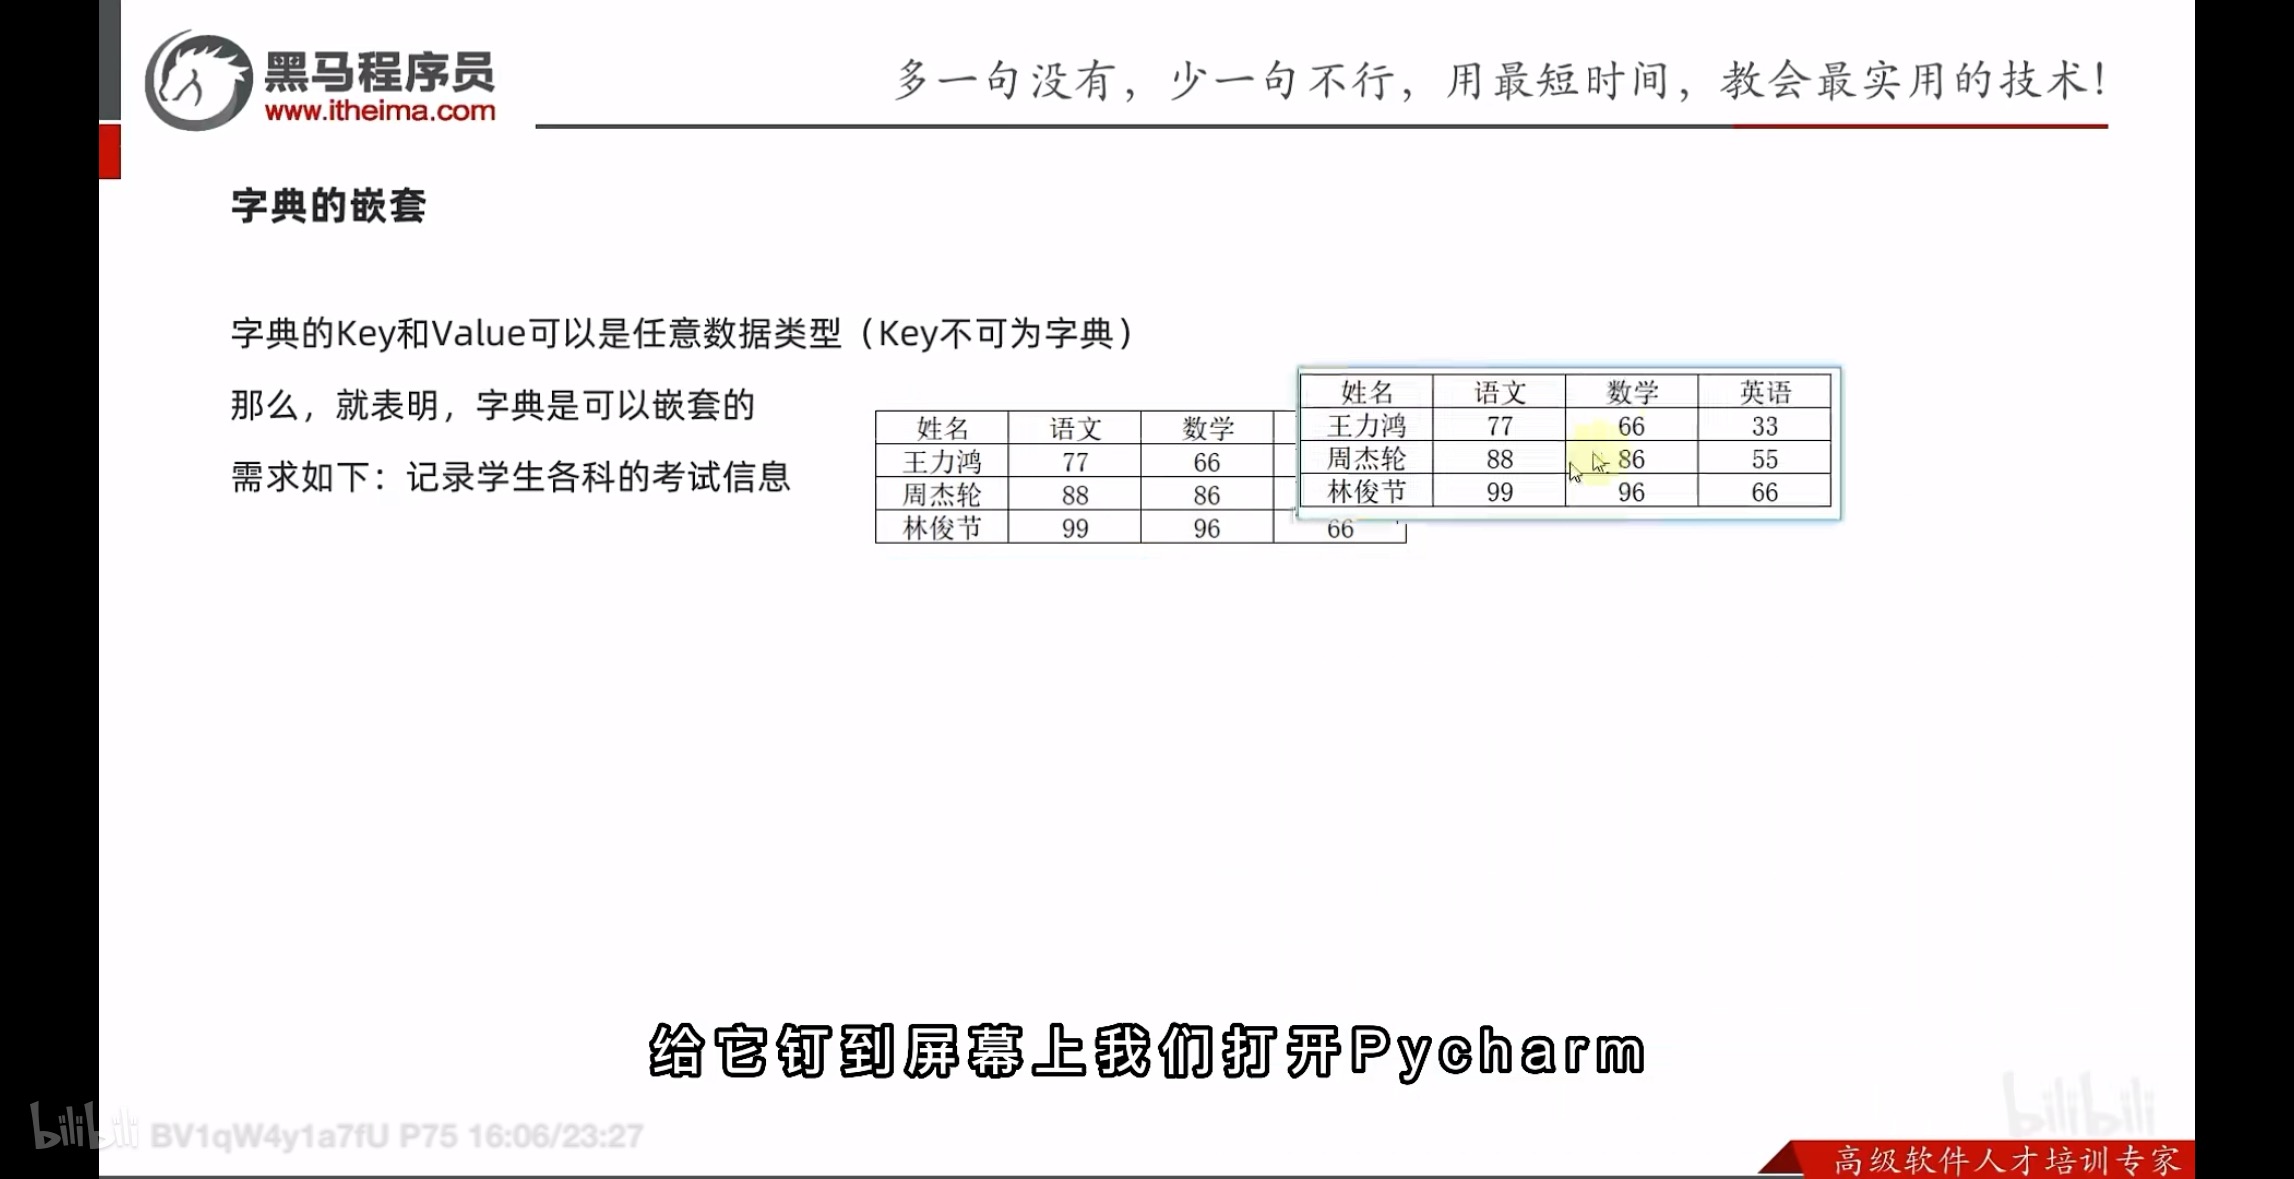 黑马程序员
www.itheima.com
多一句没有，少一句不行，用最短时间，教会最实用的技术！
字典的嵌套
字典的Key和Value可以是任意数据类型（Key不可为字典）
那么，就表明，字典是可以嵌套的
需求如下：记录学生各科的考试信息
姓名 语文 数学
王力鸿 77 66
周杰轮 88 86
林俊节 99 96 66
姓名 语文 数学 英语
王力鸿 77 66 33
周杰轮 88 86 55
林俊节 99 96 66
给它钉到屏幕上我们打开Pycharm
bilibili BV1qW4y1a7fU P75 16:06/23:27
bilibili
高级软件人才培训专家